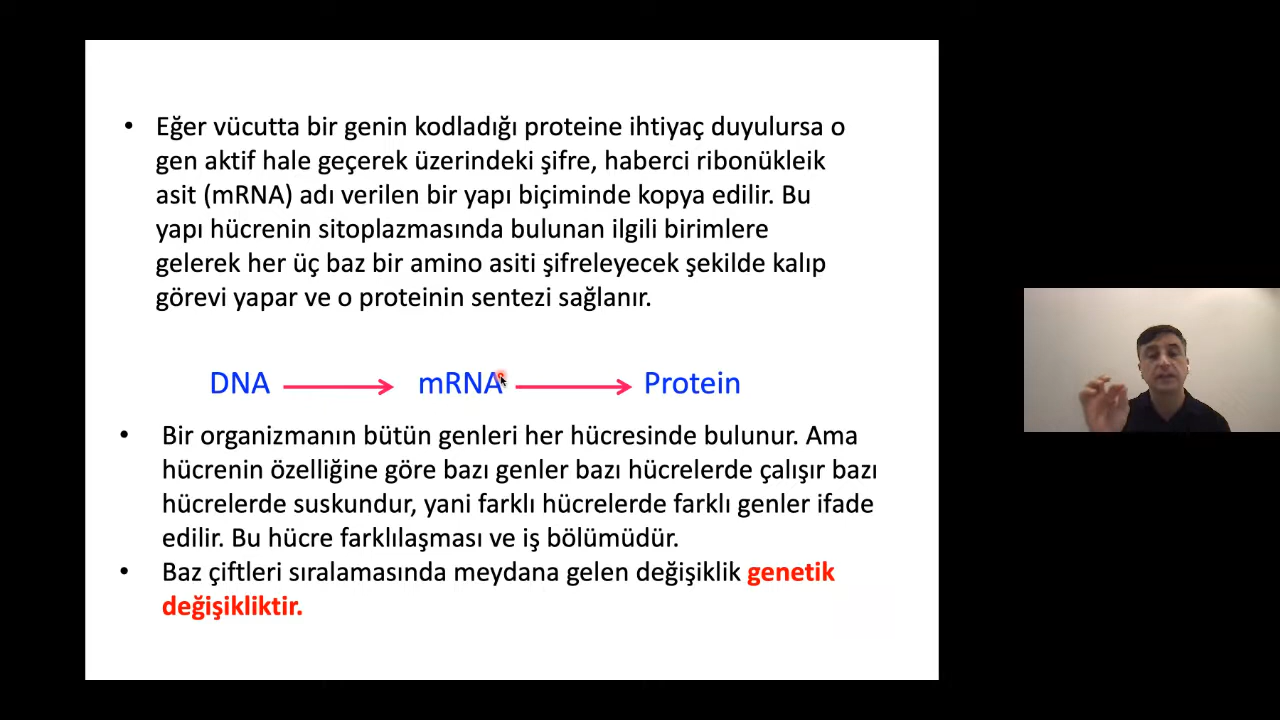 • Eğer vücutta bir genin kodladığı proteine ihtiyaç duyulursa o
gen aktif hale geçerek üzerindeki şifre, haberci ribonükleik
asit (mRNA) adı verilen bir yapı biçiminde kopya edilir. Bu
yapı hücrenin sitoplazmasında bulunan ilgili birimlere
gelerek her üç baz bir amino asiti şifreleyecek şekilde kalıp
görevi yapar ve o proteinin sentezi sağlanır.
DNA → mRNA → Protein
• Bir organizmanın bütün genleri her hücresinde bulunur. Ama
hücrenin özelliğine göre bazı genler bazı hücrelerde çalışır bazı
hücrelerde suskundur, yani farklı hücrelerde farklı genler ifade
edilir. Bu hücre farklılaşması ve iş bölümüdür.
• Baz çiftleri sıralamasında meydana gelen değişiklik genetik
değişikliktir.